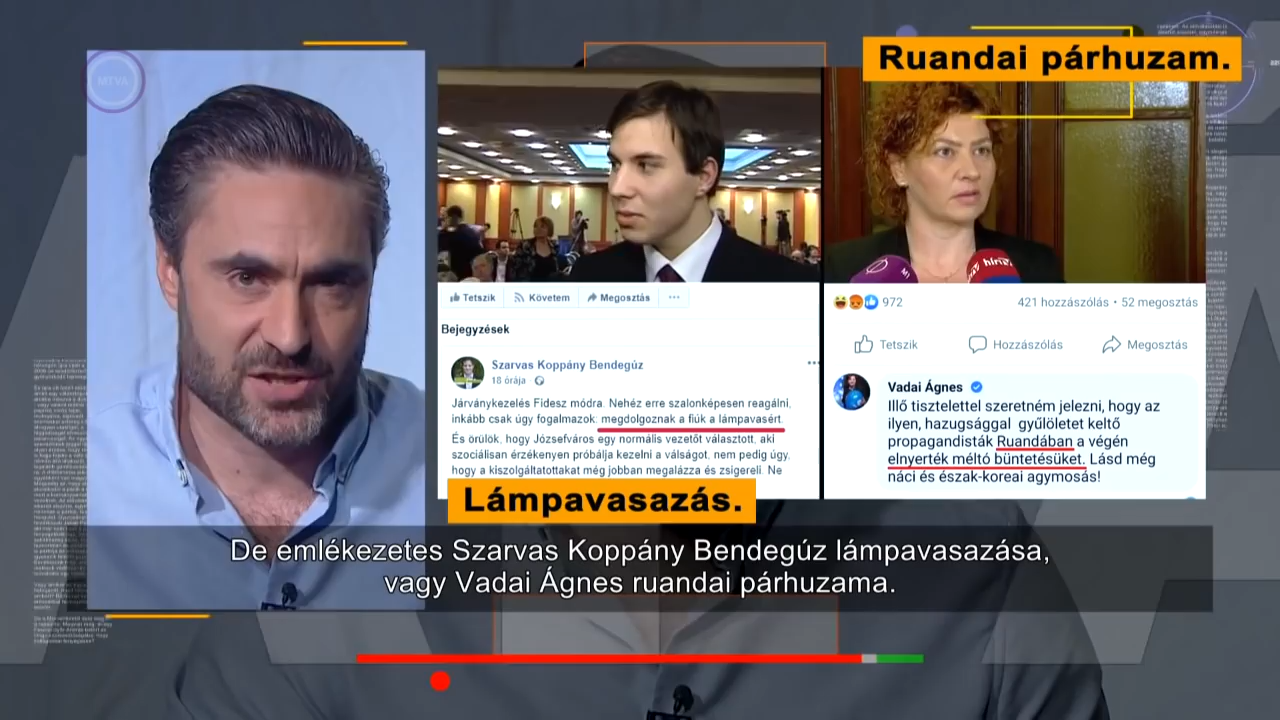 MTVA
Ruandai párhuzam.
M1
híri
Tetszik
Követem
Megosztás
Bejegyzések
Szarvas Koppány Bendegúz
18 órája
Járványkezelés Fidesz módra. Nehéz erre szalonképesen reagálni,
inkább csak úgy fogalmazok: megdolgoznak a fiúk a lámpavasért.
És örülök, hogy Józsefváros egy normális vezetőt választott, aki
szociálisan érzékenyen próbálja kezelni a válságot, nem pedig úgy,
hogy a kiszolgáltatottakat még jobban megalázza és zsigereli. Ne
972
421 hozzászólás • 52 megosztás
Tetszik
Hozzászólás
Megosztás
Vadai Ágnes
Illő tisztelettel szeretném jelezni, hogy az
ilyen, hazugsággal gyűlöletet keltő
propagandisták Ruandában a végén
elnyerték méltó büntetésüket. Lásd még
náci és észak-koreai agymosás!
Lámpavasazás.
De emlékezetes Szarvas Koppány Bendegúz lámpavasazása,
vagy Vadai Ágnes ruandai párhuzama.